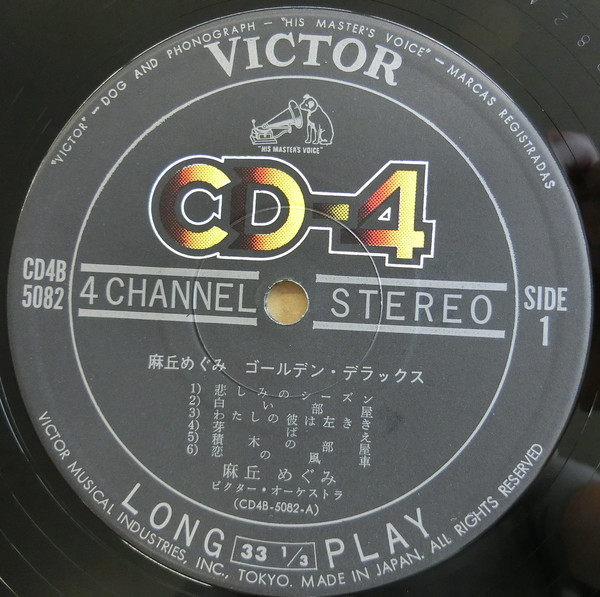 "VICTOR" — DOG AND PHONOGRAPH — "HIS MASTER'S VOICE" — MARCAS REGISTRADAS
VICTOR
"HIS MASTER'S VOICE"
CD-4
CD4B
5082
4 CHANNEL STEREO
SIDE
1
麻丘めぐみ ゴールデン・デラックス
1) 悲しみのシーズン
2) 白い部屋
3) わたしの彼は左きき
4) 芽ばえ
5) 積木の部屋
6) 恋の風車
麻丘 めぐみ
ビクター・オーケストラ
(CD4B-5082-A)
LONG 33 1/3 PLAY
VICTOR MUSICAL INDUSTRIES, INC., TOKYO. MADE IN JAPAN. ALL RIGHTS RESERVED